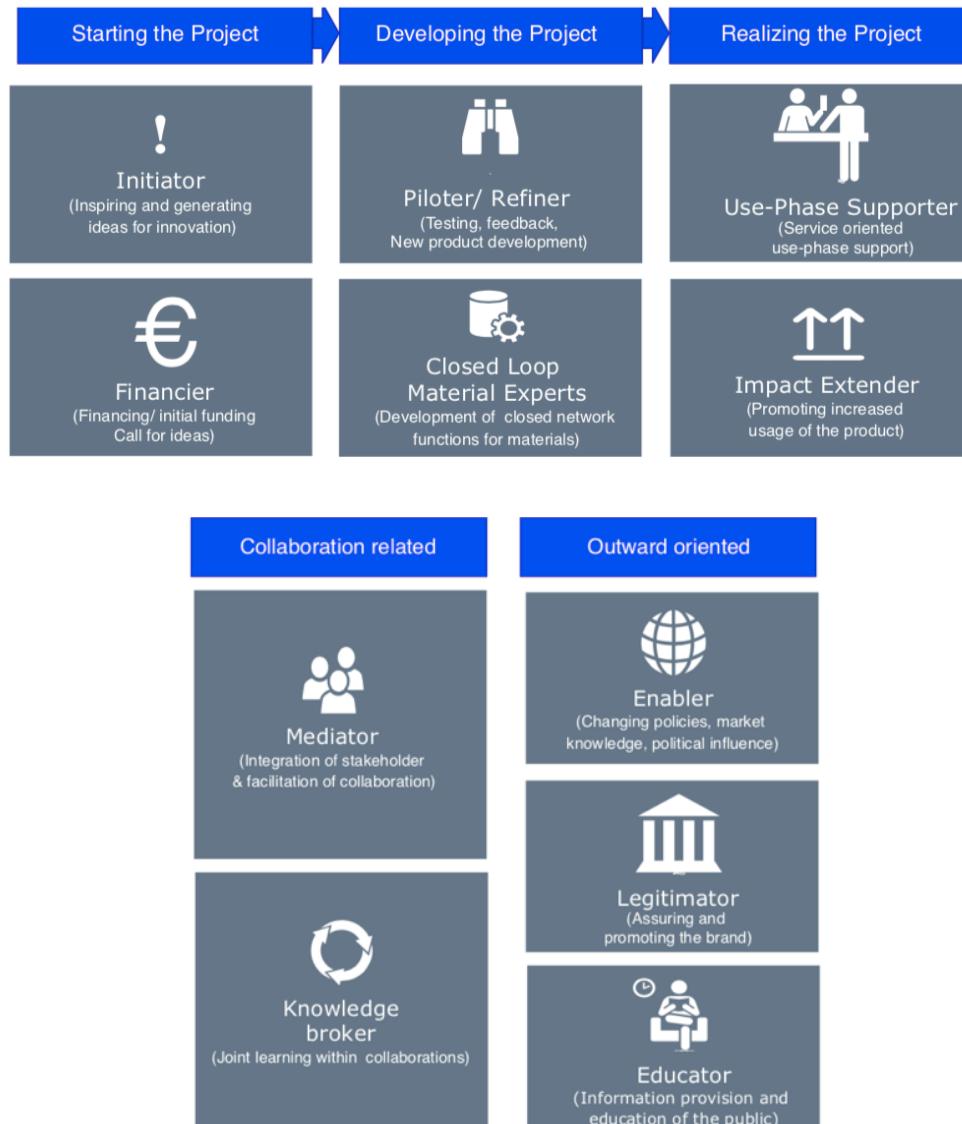 Starting the Project
Developing the Project
Realizing the Project
!
Initiator
(Inspiring and generating
ideas for innovation)
Piloter/ Refiner
(Testing, feedback,
New product development)
Use-Phase Supporter
(Service oriented
use-phase support)
€
Financier
(Financing/ initial funding
Call for ideas)
Closed Loop
Material Experts
(Development of closed network
functions for materials)
Impact Extender
(Promoting increased
usage of the product)
Collaboration related
Outward oriented
Mediator
(Integration of stakeholder
& facilitation of collaboration)
Knowledge
broker
(Joint learning within collaborations)
Enabler
(Changing policies, market
knowledge, political influence)
Legitimator
(Assuring and
promoting the brand)
Educator
(Information provision and
education of the public)